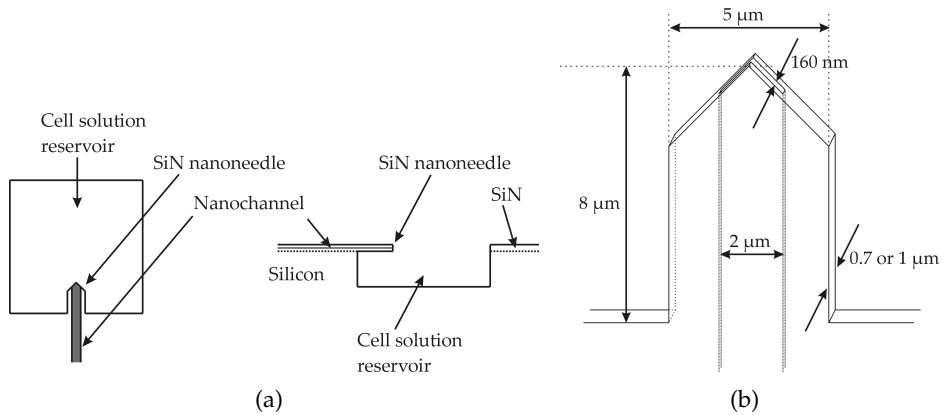 Cell solution
reservoir
SiN nanoneedle
Nanochannel
SiN nanoneedle
SiN
Silicon
Cell solution
reservoir
(a)
5 μm
160 nm
8 μm
2 μm
0.7 or 1 μm
(b)